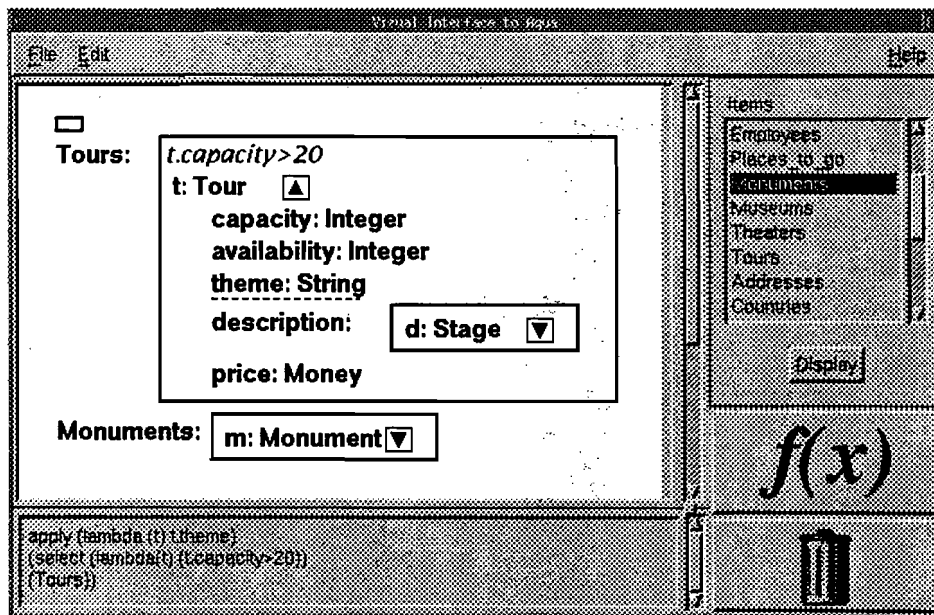 Visual Interface to Aqua
File Edit Help
Tours: t.capacity>20
t: Tour
capacity: Integer
availability: Integer
theme: String
description: d: Stage
price: Money
Monuments: m: Monument
Items
Employees
Places_to_go
Monuments
Museums
Theaters
Tours
Addresses
Countries
Display
f(x)
apply (lambda (t) t.theme)
(select (lambda(t) (t.capacity>20))
(Tours))